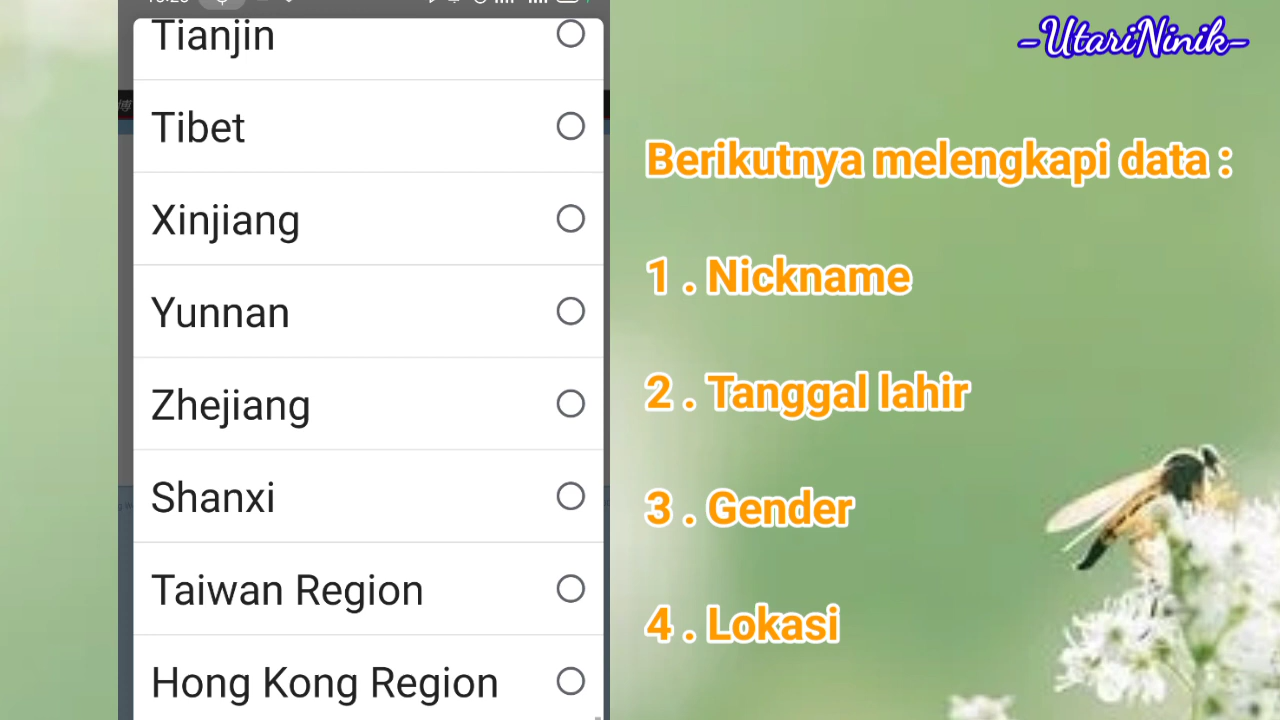 Tianjin
Tibet
Xinjiang
Yunnan
Zhejiang
Shanxi
Taiwan Region
Hong Kong Region
-UtariNinik-
Berikutnya melengkapi data :
1 . Nickname
2 . Tanggal lahir
3 . Gender
4 . Lokasi